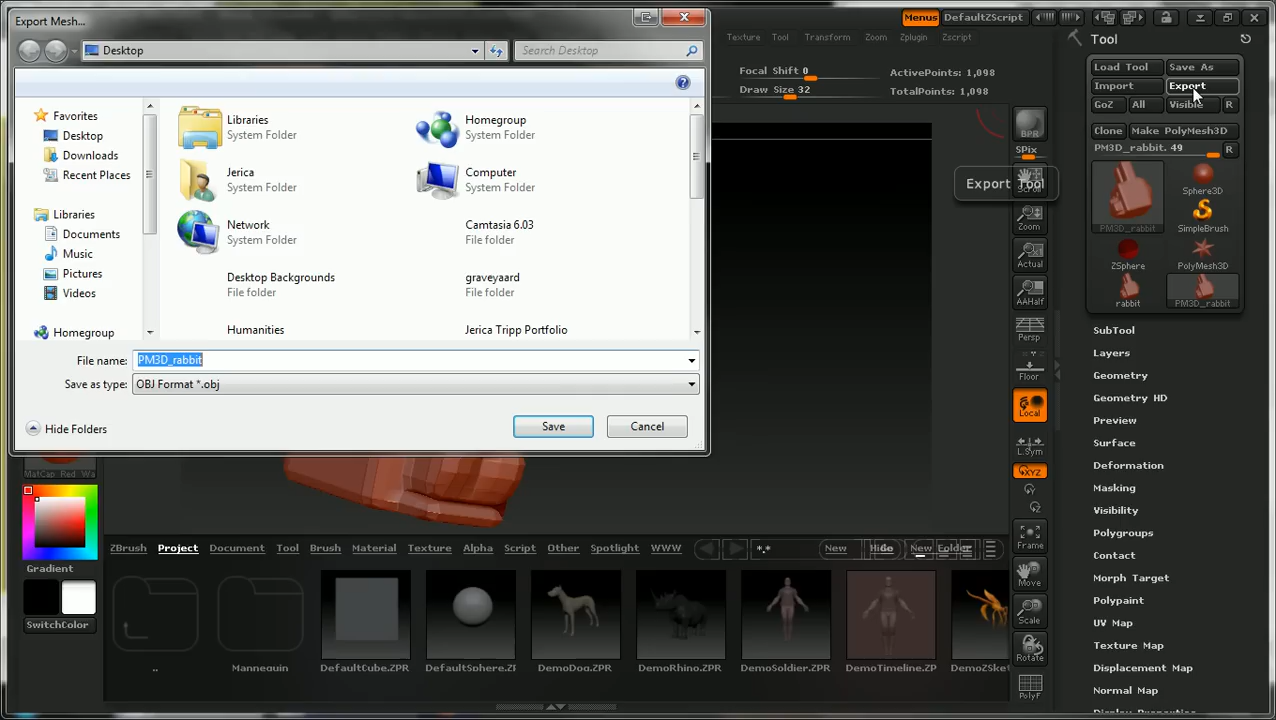 Export Mesh...
Desktop
Search Desktop
Favorites
Desktop
Downloads
Recent Places
Libraries
Documents
Music
Pictures
Videos
Homegroup
Libraries
System Folder
Homegroup
System Folder
Jerica
System Folder
Computer
System Folder
Network
System Folder
Camtasia 6.03
File folder
Desktop Backgrounds
File folder
graveyaard
File folder
Humanities
Jerica Tripp Portfolio
File name: PM3D_rabbit
Save as type: OBJ Format *.obj
Hide Folders
Save
Cancel
Menus DefaultZScript
Texture Tool Transform Zoom Zplugin Zscript
Focal Shift 0
Draw Size 32
ActivePoints: 1,098
TotalPoints: 1,098
BPR
SPix
Scroll
Zoom
Actual
AAHalf
Persp
Floor
Local
L.Sym
XYZ
Frame
Move
Scale
Rotate
PolyF
Export Tool
Tool
Load Tool Save As
Import Export
GoZ All Visible R
Clone Make PolyMesh3D
PM3D_rabbit. 49 R
PM3D_rabbit
Sphere3D
SimpleBrush
ZSphere
PolyMesh3D
rabbit
PM3D_rabbit
SubTool
Layers
Geometry
Geometry HD
Preview
Surface
Deformation
Masking
Visibility
Polygroups
Contact
Morph Target
Polypaint
UV Map
Texture Map
Displacement Map
Normal Map
Display Properties
MatCap Red Wa
Gradient
SwitchColor
ZBrush Project Document Tool Brush Material Texture Alpha Script Other Spotlight WWW
*.* New Hide New Folder
..
Mannequin
DefaultCube.ZPR
DefaultSphere.ZF
DemoDog.ZPR
DemoRhino.ZPR
DemoSoldier.ZPR
DemoTimeline.ZP
DemoZSket